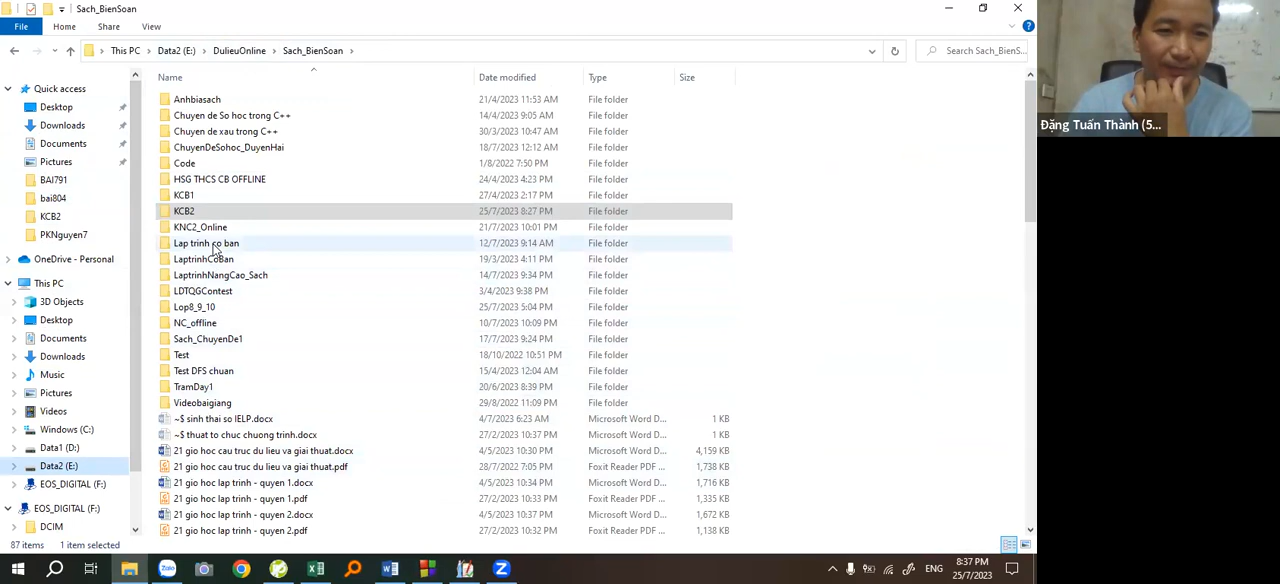 Sach_BienSoan
File
Home
Share
View
This PC
Data2 (E:)
DulieuOnline
Sach_BienSoan
Search Sach_BienS...
Name
Date modified
Type
Size
Quick access
Desktop
Downloads
Documents
Pictures
BAI791
bai804
KCB2
PKNguyen7
OneDrive - Personal
This PC
3D Objects
Desktop
Documents
Downloads
Music
Pictures
Videos
Windows (C:)
Data1 (D:)
Data2 (E:)
EOS_DIGITAL (F:)
EOS_DIGITAL (F:)
DCIM
Anhbiasach 21/4/2023 11:53 AM File folder
Chuyen de So hoc trong C++ 14/4/2023 9:05 AM File folder
Chuyen de xau trong C++ 30/3/2023 10:47 AM File folder
ChuyenDeSohoc_DuyenHai 18/7/2023 12:12 AM File folder
Code 1/8/2022 7:50 PM File folder
HSG THCS CB OFFLINE 24/4/2023 4:23 PM File folder
KCB1 27/4/2023 2:17 PM File folder
KCB2 25/7/2023 8:27 PM File folder
KNC2_Online 21/7/2023 10:01 PM File folder
Lap trinh co ban 12/7/2023 9:14 AM File folder
LaptrinhCoBan 19/3/2023 4:11 PM File folder
LaptrinhNangCao_Sach 14/7/2023 9:34 PM File folder
LDTQGContest 3/4/2023 9:38 PM File folder
Lop8_9_10 25/7/2023 5:04 PM File folder
NC_offline 10/7/2023 10:09 PM File folder
Sach_ChuyenDe1 17/7/2023 9:24 PM File folder
Test 18/10/2022 10:51 PM File folder
Test DFS chuan 15/4/2023 12:04 AM File folder
TramDay1 20/6/2023 8:39 PM File folder
Videobaigiang 29/8/2022 11:09 PM File folder
~$ sinh thai so IELP.docx 4/7/2023 6:23 AM Microsoft Word D... 1 KB
~$ thuat to chuc chuong trinh.docx 27/2/2023 10:37 PM Microsoft Word D... 1 KB
21 gio hoc cau truc du lieu va giai thuat.docx 4/5/2023 10:30 PM Microsoft Word D... 4,159 KB
21 gio hoc cau truc du lieu va giai thuat.pdf 28/7/2022 7:05 PM Foxit Reader PDF ... 1,738 KB
21 gio hoc lap trinh - quyen 1.docx 4/5/2023 10:34 PM Microsoft Word D... 1,716 KB
21 gio hoc lap trinh - quyen 1.pdf 27/2/2023 10:33 PM Foxit Reader PDF ... 1,335 KB
21 gio hoc lap trinh - quyen 2.docx 4/5/2023 10:37 PM Microsoft Word D... 1,672 KB
21 gio hoc lap trinh - quyen 2.pdf 27/2/2023 10:32 PM Foxit Reader PDF ... 1,138 KB
87 items
1 item selected
Đặng Tuấn Thành (5...
Zalo
ENG
8:37 PM
25/7/2023